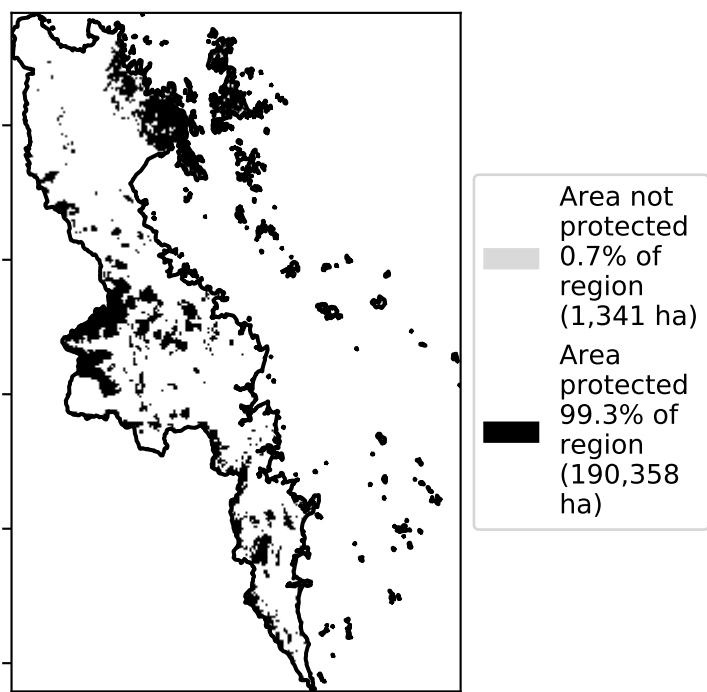 Area not
protected
0.7% of
region
(1,341 ha)
Area
protected
99.3% of
region
(190,358
ha)